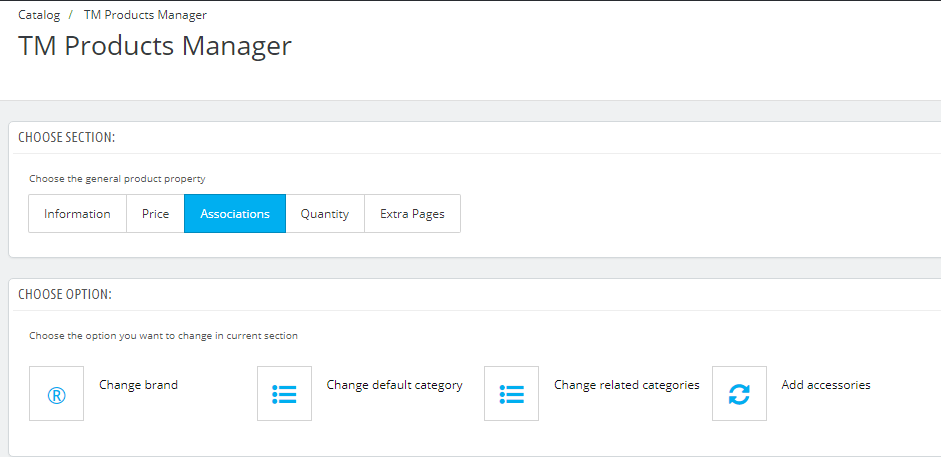 Catalog / TM Products Manager
TM Products Manager
CHOOSE SECTION:
Choose the general product property
Information Price Associations Quantity Extra Pages
CHOOSE OPTION:
Choose the option you want to change in current section
® Change brand Change default category Change related categories Add accessories